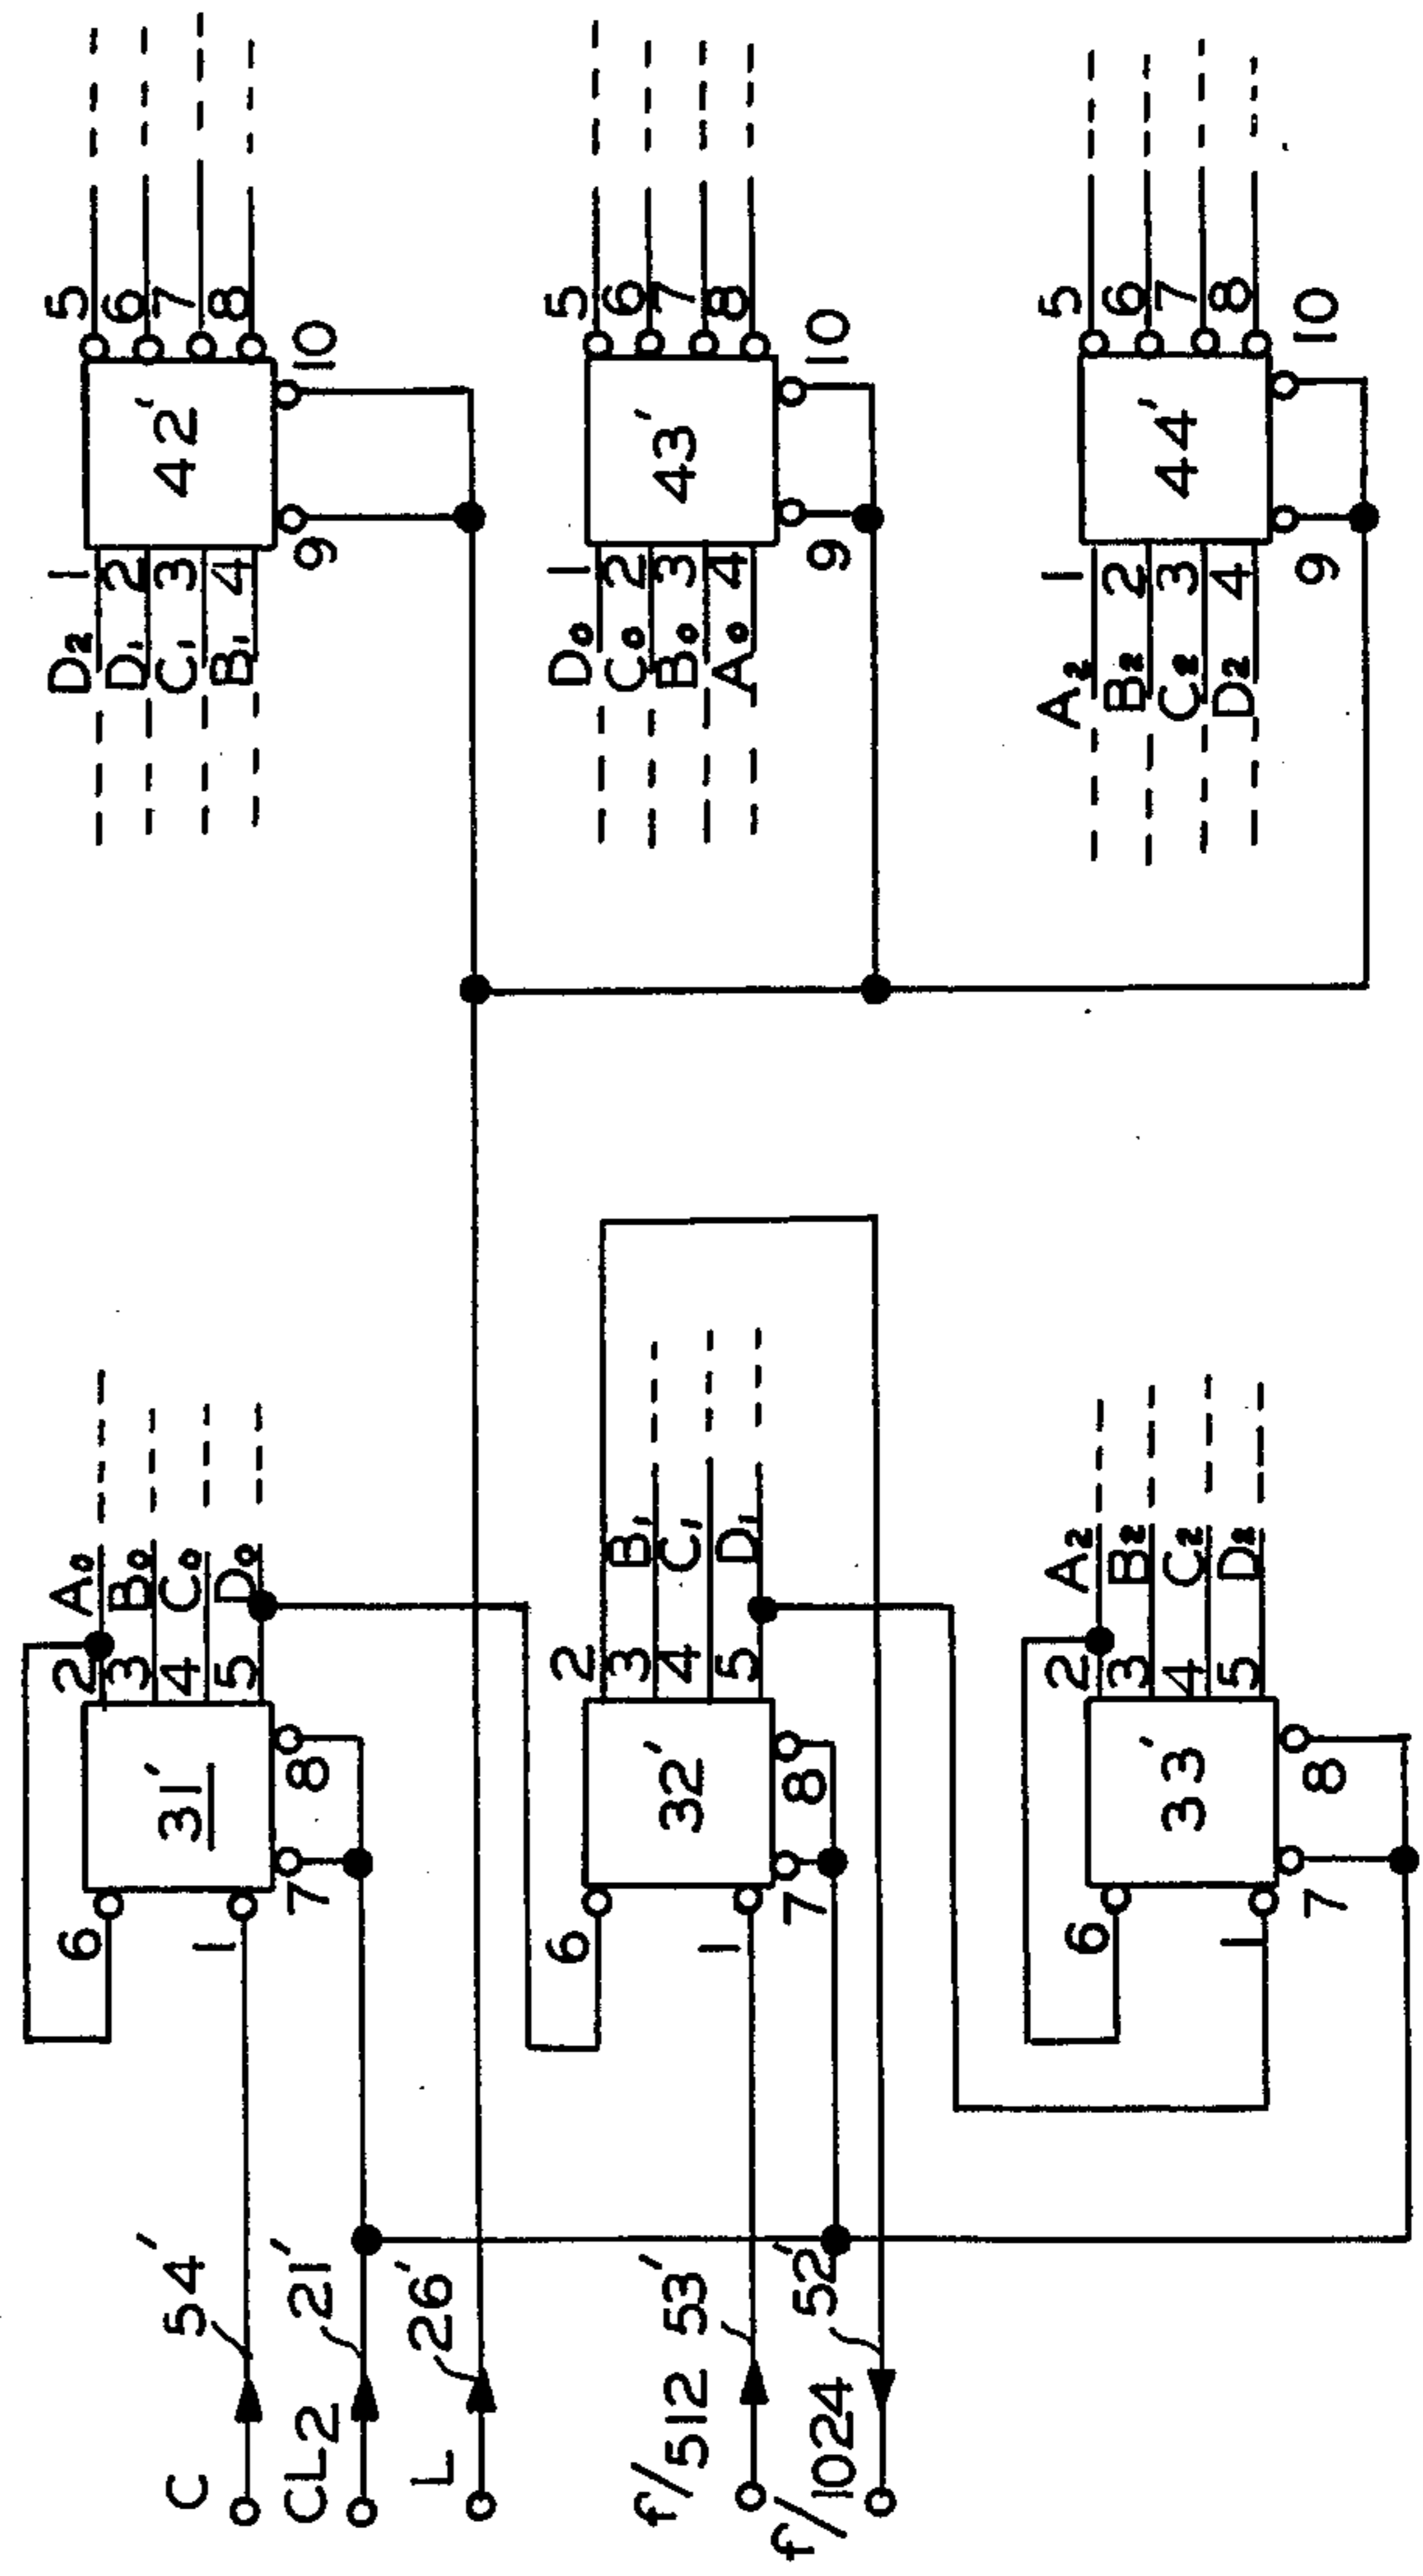 C 54'
CL2 21'
L 26'
f/512 53'
f/1024 52'
6
1
31'
7
8
2 A0
3 B0
4 C0
5 D0
6
1
32'
7
8
2
3 B1
4 C1
5 D1
6
1
33'
7
8
2 A2
3 B2
4 C2
5 D2
D2 1
D1 2
C1 3
B1 4
42'
5
6
7
8
9
10
D0 1
C0 2
B0 3
A0 4
43'
5
6
7
8
9
10
A2 1
B2 2
C2 3
D2 4
44'
5
6
7
8
9
10